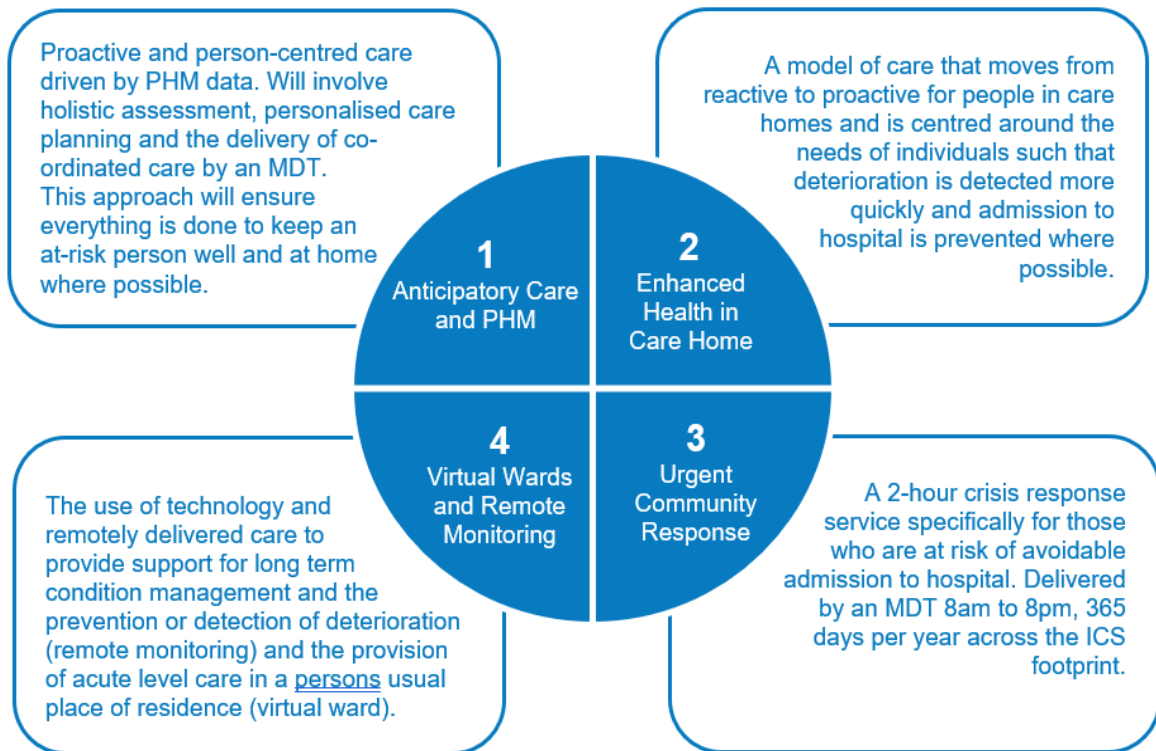 Proactive and person-centred care
driven by PHM data. Will involve
holistic assessment, personalised care
planning and the delivery of co-
ordinated care by an MDT.
This approach will ensure
everything is done to keep an
at-risk person well and at home
where possible.
A model of care that moves from
reactive to proactive for people in care
homes and is centred around the
needs of individuals such that
deterioration is detected more
quickly and admission to
hospital is prevented where
possible.
1
Anticipatory Care
and PHM
2
Enhanced
Health in
Care Home
4
Virtual Wards
and Remote
Monitoring
3
Urgent
Community
Response
The use of technology and
remotely delivered care to
provide support for long term
condition management and the
prevention or detection of deterioration
(remote monitoring) and the provision
of acute level care in a persons usual
place of residence (virtual ward).
A 2-hour crisis response
service specifically for those
who are at risk of avoidable
admission to hospital. Delivered
by an MDT 8am to 8pm, 365
days per year across the ICS
footprint.